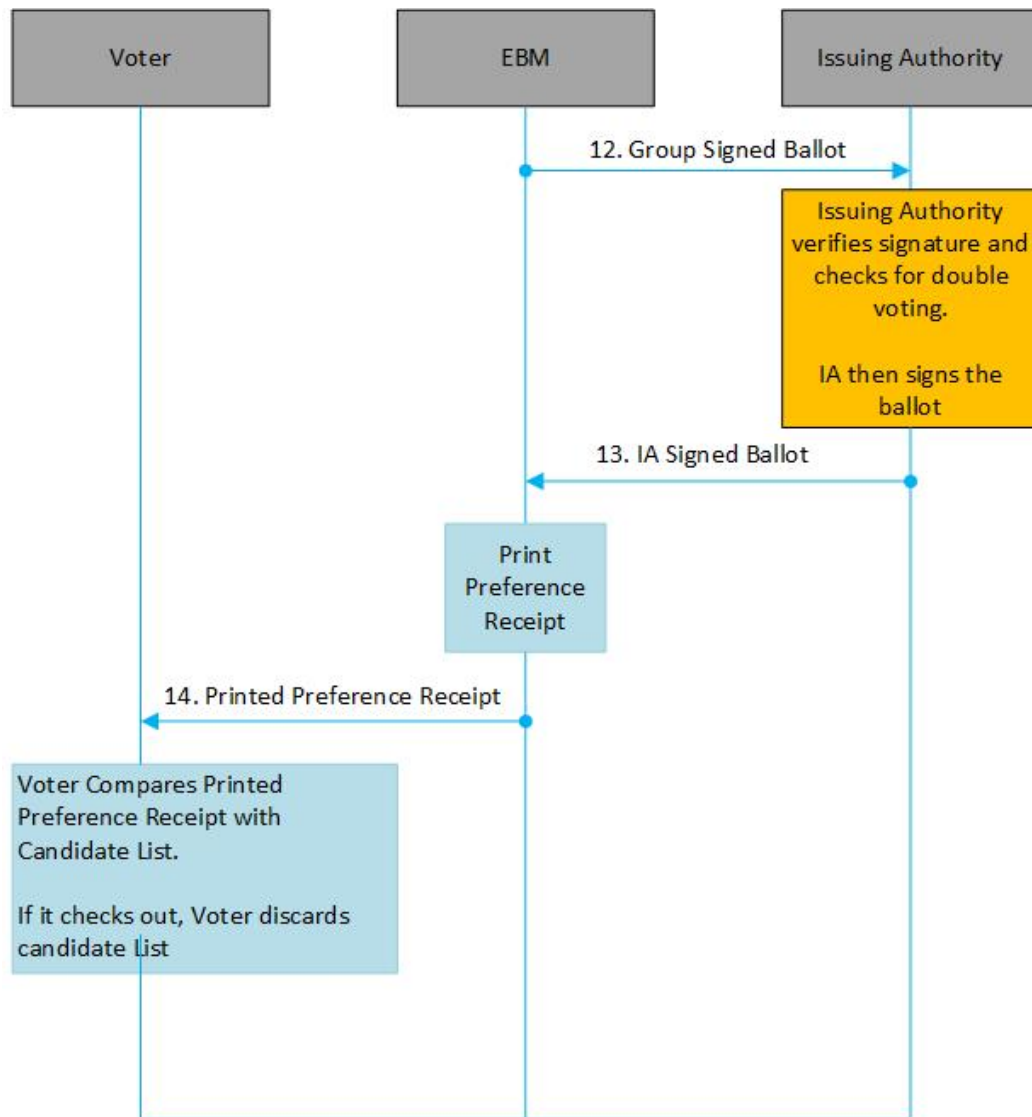 Voter
EBM
Issuing Authority
12. Group Signed Ballot
Issuing Authority
verifies signature and
checks for double
voting.
IA then signs the
ballot
13. IA Signed Ballot
Print
Preference
Receipt
14. Printed Preference Receipt
Voter Compares Printed
Preference Receipt with
Candidate List.
If it checks out, Voter discards
candidate List